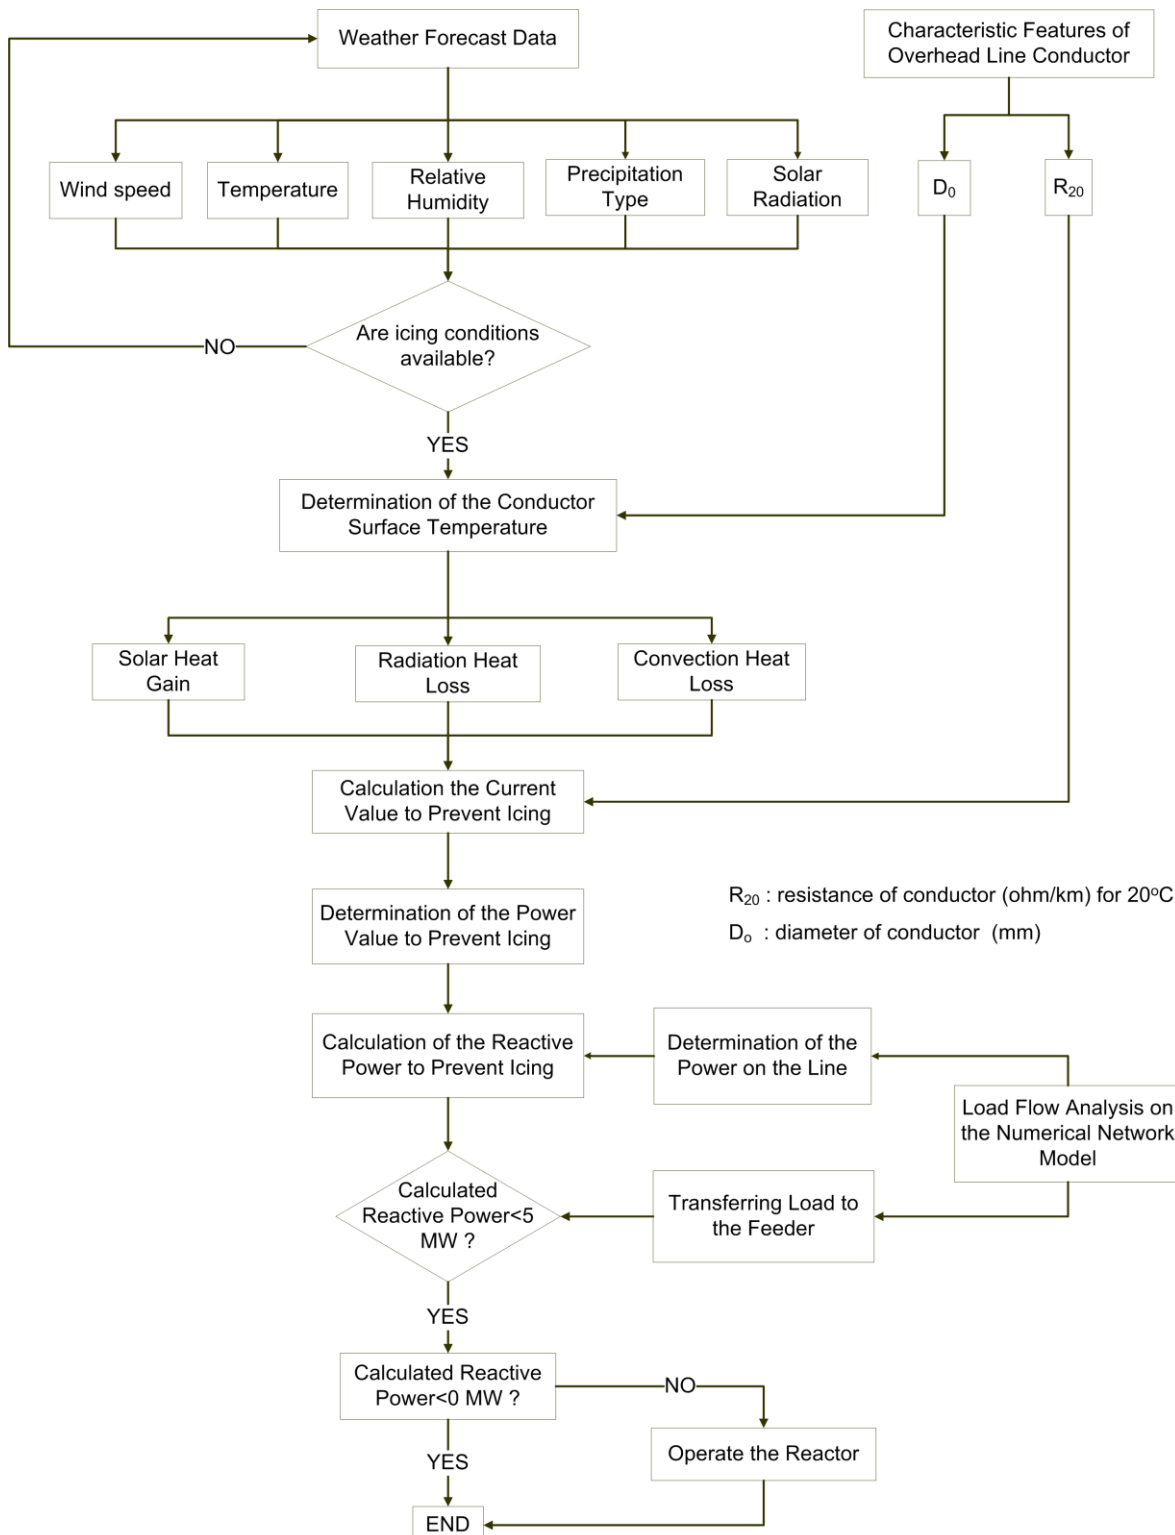 Weather Forecast Data
Characteristic Features of
Overhead Line Conductor
Wind speed
Temperature
Relative
Humidity
Precipitation
Type
Solar
Radiation
D₀
R₂₀
Are icing conditions
available?
NO
YES
Determination of the Conductor
Surface Temperature
Solar Heat
Gain
Radiation Heat
Loss
Convection Heat
Loss
Calculation the Current
Value to Prevent Icing
R₂₀ : resistance of conductor (ohm/km) for 20ºC
Dₒ : diameter of conductor (mm)
Determination of the Power
Value to Prevent Icing
Calculation of the Reactive
Power to Prevent Icing
Determination of the
Power on the Line
Load Flow Analysis on
the Numerical Network
Model
Calculated
Reactive Power<5
MW ?
Transferring Load to
the Feeder
YES
Calculated Reactive
Power<0 MW ?
NO
Operate the Reactor
YES
END